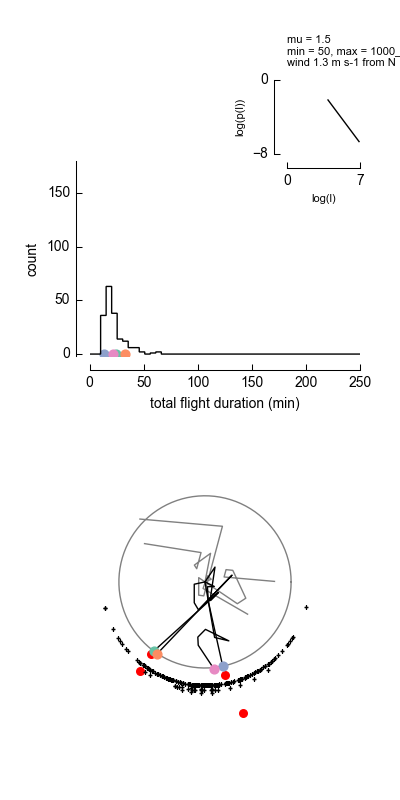 mu = 1.5
min = 50, max = 1000_
wind 1.3 m s-1 from N
0
log(p(l))
−8
0 7
log(l)
150
100
count
50
0
0 50 100 150 200 250
total flight duration (min)